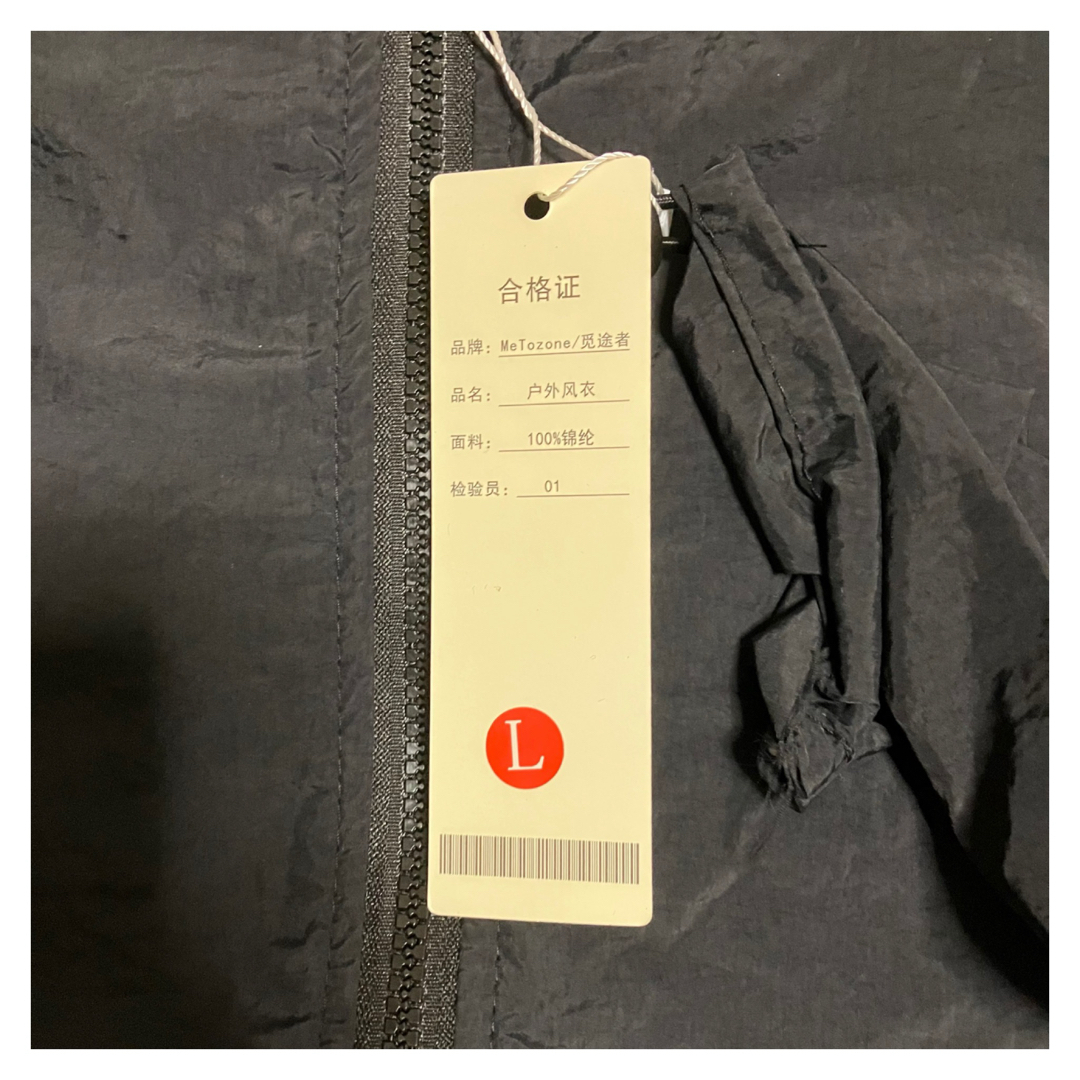 合格证
品牌：MeTozone/觅途者
品名：户外风衣
面料：100%锦纶
检验员：01
L